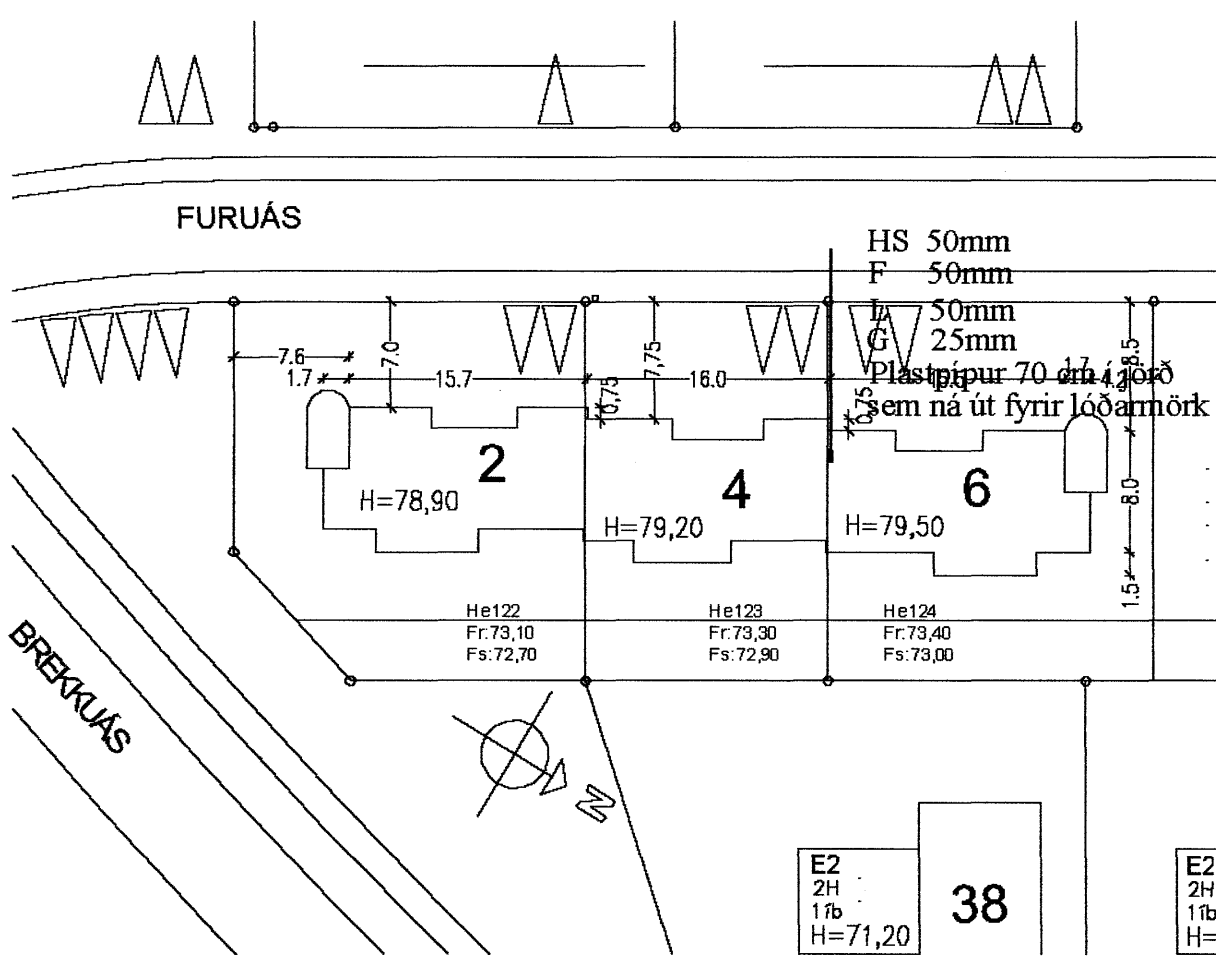 FURUÁS
HS 50mm
F 50mm
L 50mm
G 25mm
Plastpípur 70 cm í jörð
sem ná út fyrir lóðarmörk
7.6
7.0
7,75
1.7
8.5
1.7
15.7
16.0
4.2
0,75
0,75
2
4
6
H=78,90
H=79,20
H=79,50
8.0
1.5
He122
Fr:73,10
Fs:72,70
He123
Fr:73,30
Fs:72,90
He124
Fr:73,40
Fs:73,00
BREKKUÁS
N
E2
2H
1íb
H=71,20
38
E2
2H
1íb
H=